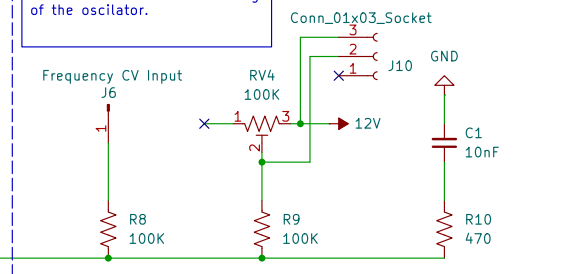 of the oscilator.
Conn_01x03_Socket
3
2
1
J10
GND
Frequency CV Input
J6
1
RV4
100K
1
3
2
12V
C1
10nF
R8
100K
R9
100K
R10
470